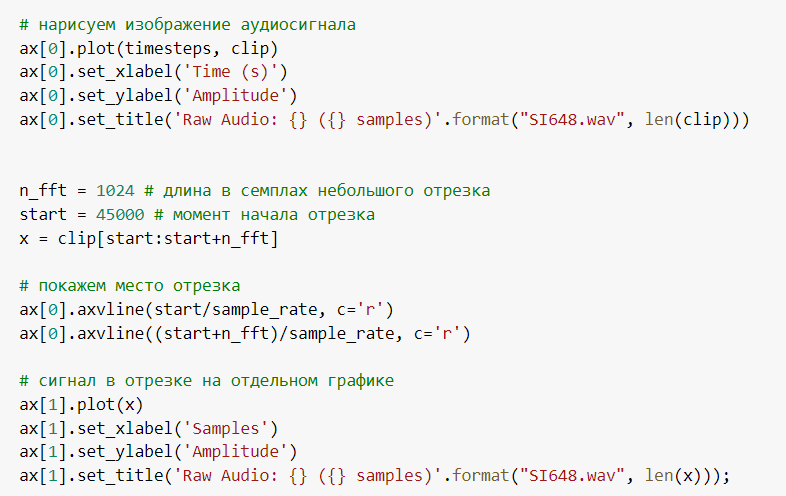 # нарисуем изображение аудиосигнала
ax[0].plot(timesteps, clip)
ax[0].set_xlabel('Time (s)')
ax[0].set_ylabel('Amplitude')
ax[0].set_title('Raw Audio: {} ({} samples)'.format("SI648.wav", len(clip)))
n_fft = 1024 # длина в семплах небольшого отрезка
start = 45000 # момент начала отрезка
x = clip[start:start+n_fft]
# покажем место отрезка
ax[0].axvline(start/sample_rate, c='r')
ax[0].axvline((start+n_fft)/sample_rate, c='r')
# сигнал в отрезке на отдельном графике
ax[1].plot(x)
ax[1].set_xlabel('Samples')
ax[1].set_ylabel('Amplitude')
ax[1].set_title('Raw Audio: {} ({} samples)'.format("SI648.wav", len(x)));